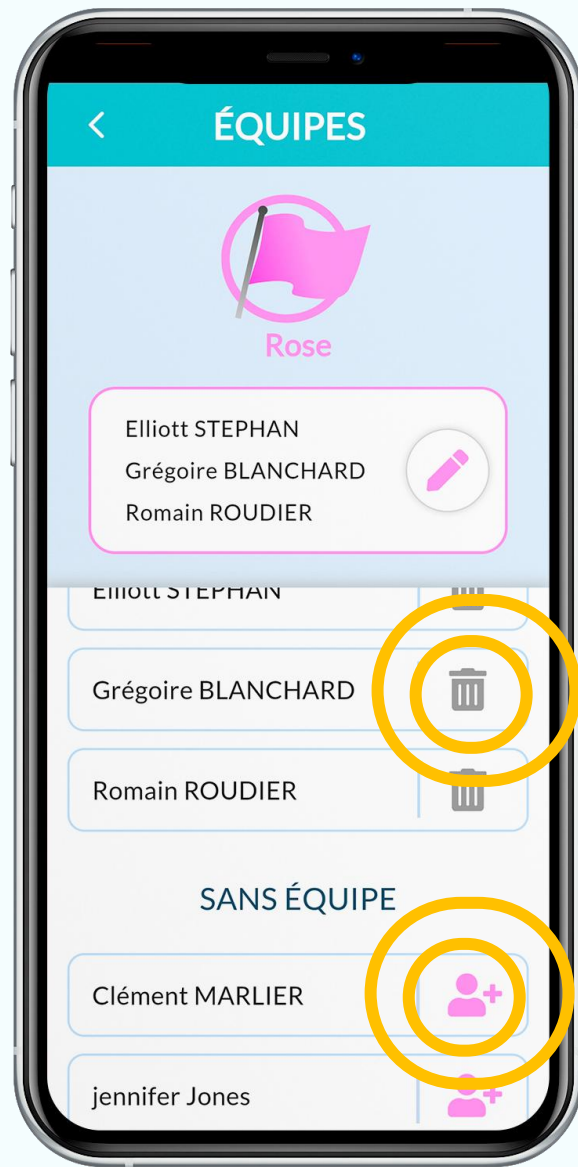 ÉQUIPES
Rose
Elliott STEPHAN
Grégoire BLANCHARD
Romain ROUDIER
Elliott STEPHAN
Grégoire BLANCHARD
Romain ROUDIER
SANS ÉQUIPE
Clément MARLIER
jennifer Jones